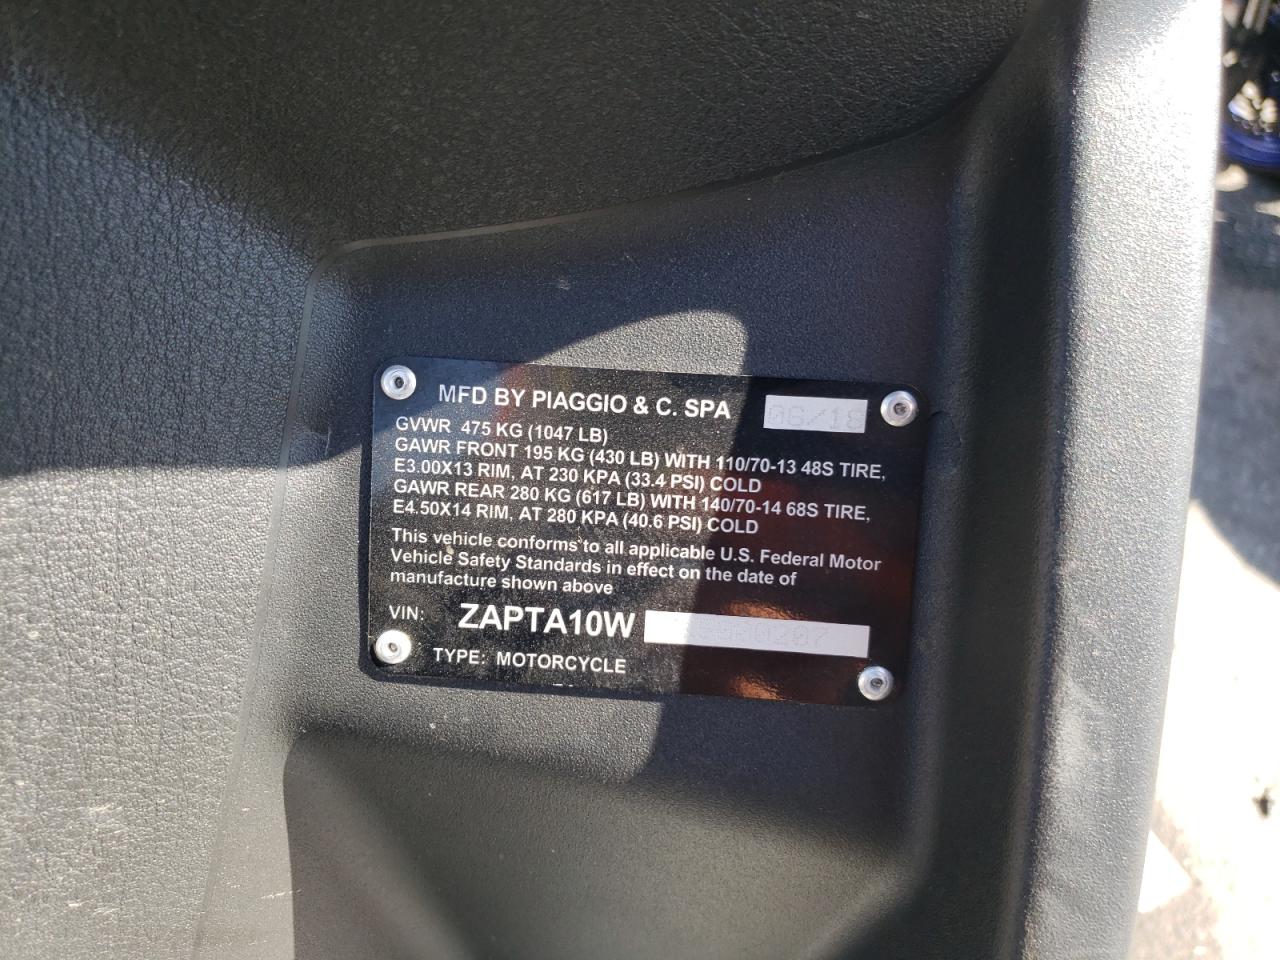 MFD BY PIAGGIO & C. SPA 06/18
GVWR 475 KG (1047 LB)
GAWR FRONT 195 KG (430 LB) WITH 110/70-13 48S TIRE,
E3.00X13 RIM, AT 230 KPA (33.4 PSI) COLD
GAWR REAR 280 KG (617 LB) WITH 140/70-14 68S TIRE,
E4.50X14 RIM, AT 280 KPA (40.6 PSI) COLD
This vehicle conforms to all applicable U.S. Federal Motor
Vehicle Safety Standards in effect on the date of
manufacture shown above
VIN: ZAPTA10W
TYPE: MOTORCYCLE